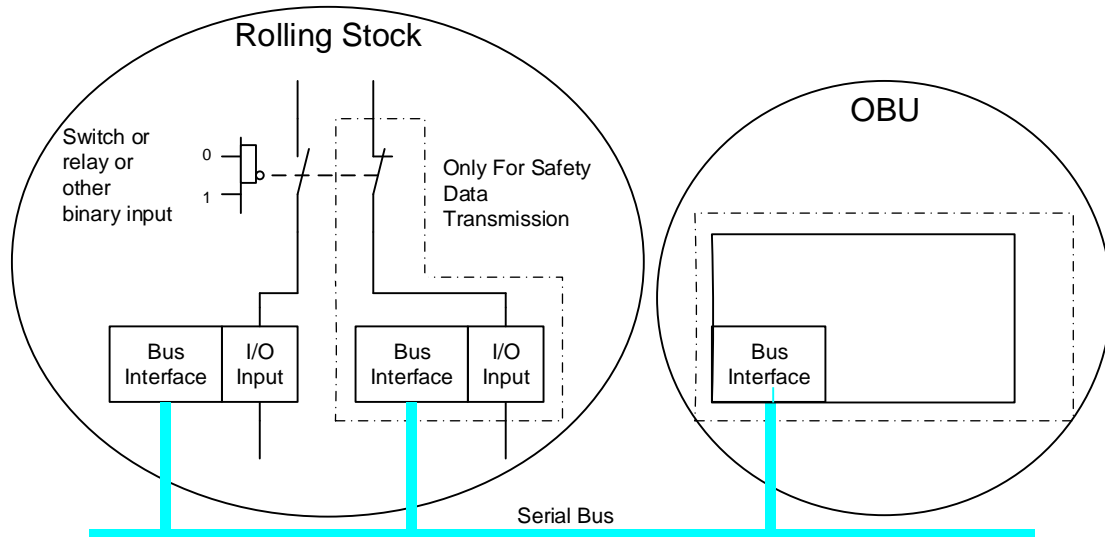 Rolling Stock
OBU
Switch or
relay or
other
binary input
0
1
Only For Safety
Data
Transmission
Bus
Interface
I/O
Input
Bus
Interface
I/O
Input
Bus
Interface
Serial Bus